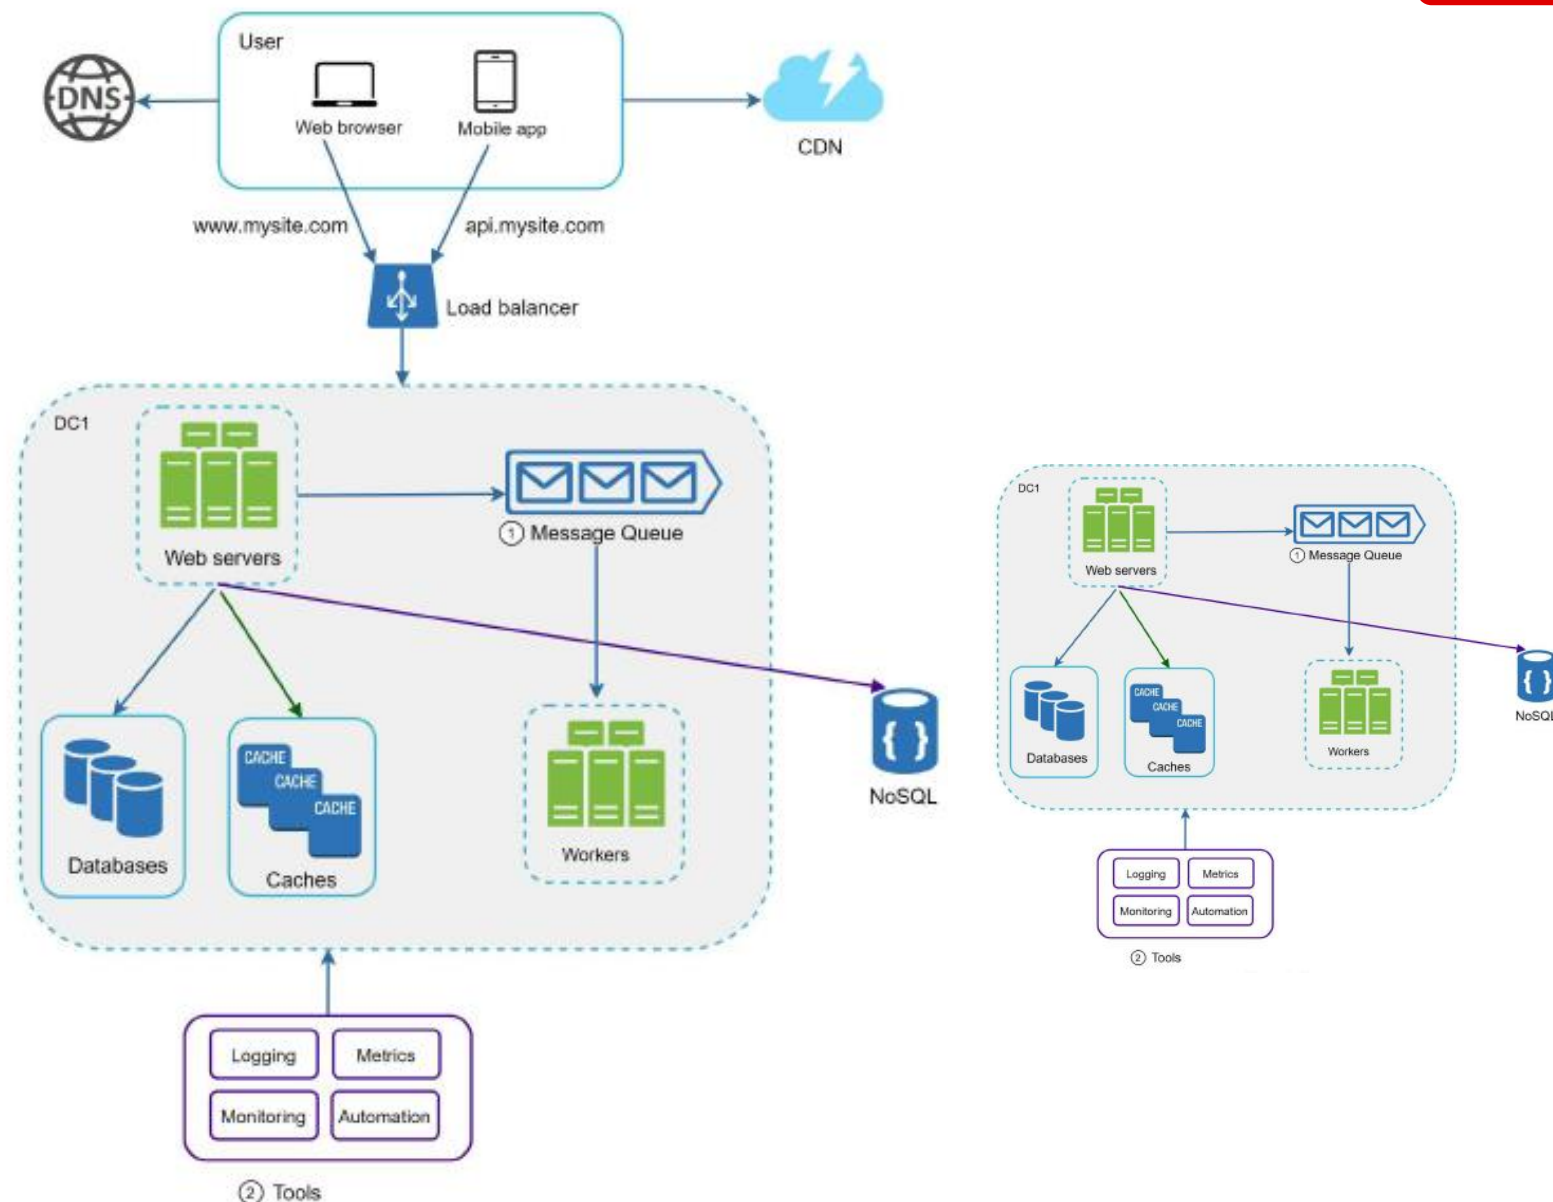 User
DNS
Web browser
Mobile app
CDN
www.mysite.com
api.mysite.com
Load balancer
DC1
Web servers
1 Message Queue
CACHE
CACHE
CACHE
Databases
Caches
Workers
NoSQL
Logging
Metrics
Monitoring
Automation
2 Tools
DC1
Web servers
1 Message Queue
CACHE
CACHE
CACHE
Databases
Caches
Workers
NoSQL
Logging
Metrics
Monitoring
Automation
2 Tools